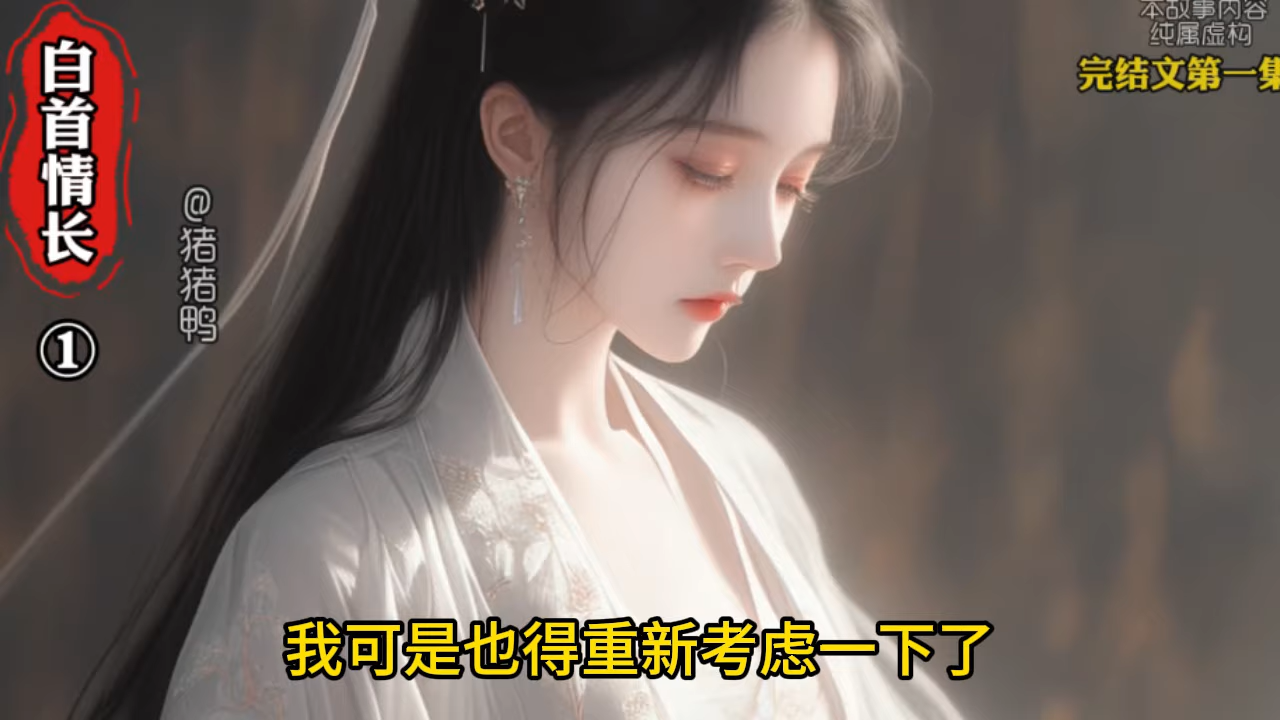 白首情长
①
@猪猪鸭
本故事内容
纯属虚构
完结文第一集
我可是也得重新考虑一下了